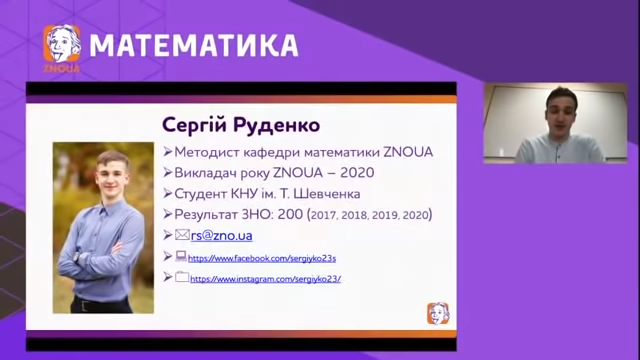 МАТЕМАТИКА
ZNOUA
Сергій Руденко
➢Методист кафедри математики ZNOUA
➢Викладач року ZNOUA – 2020
➢Студент КНУ ім. Т. Шевченка
➢Результат ЗНО: 200 (2017, 2018, 2019, 2020)
➢rs@zno.ua
➢https://www.facebook.com/sergiyko23s
➢https://www.instagram.com/sergiyko23/